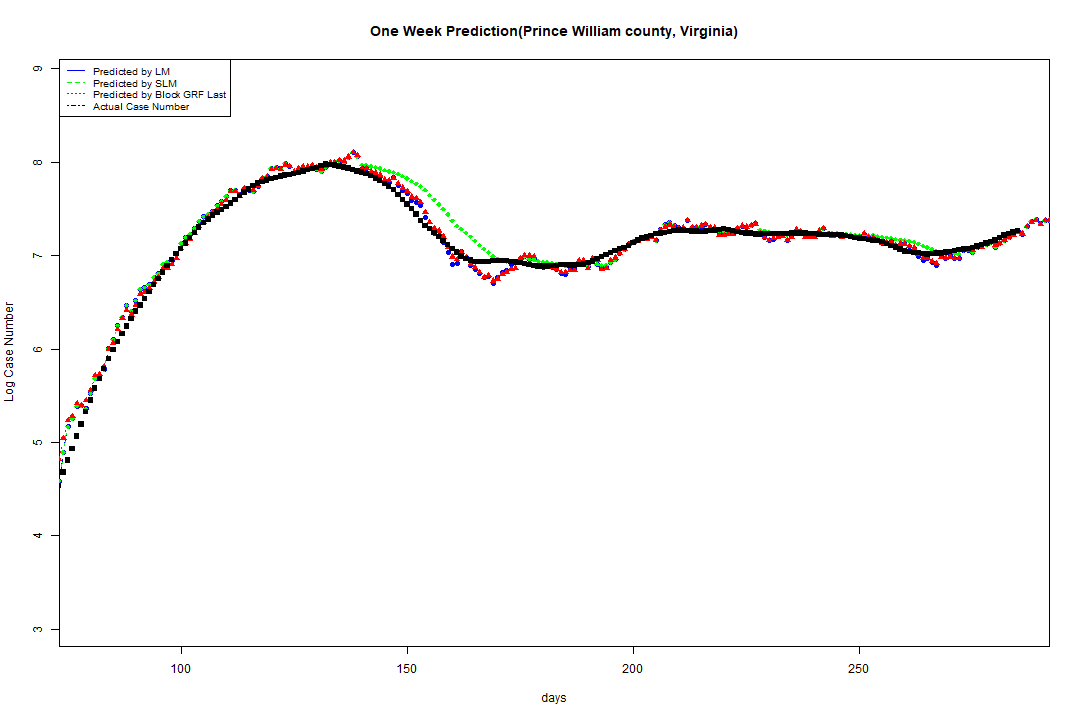 One Week Prediction(Prince William county, Virginia)
Predicted by LM
Predicted by SLM
Predicted by Block GRF Last
Actual Case Number
9
8
7
6
5
4
3
Log Case Number
100 150 200 250
days